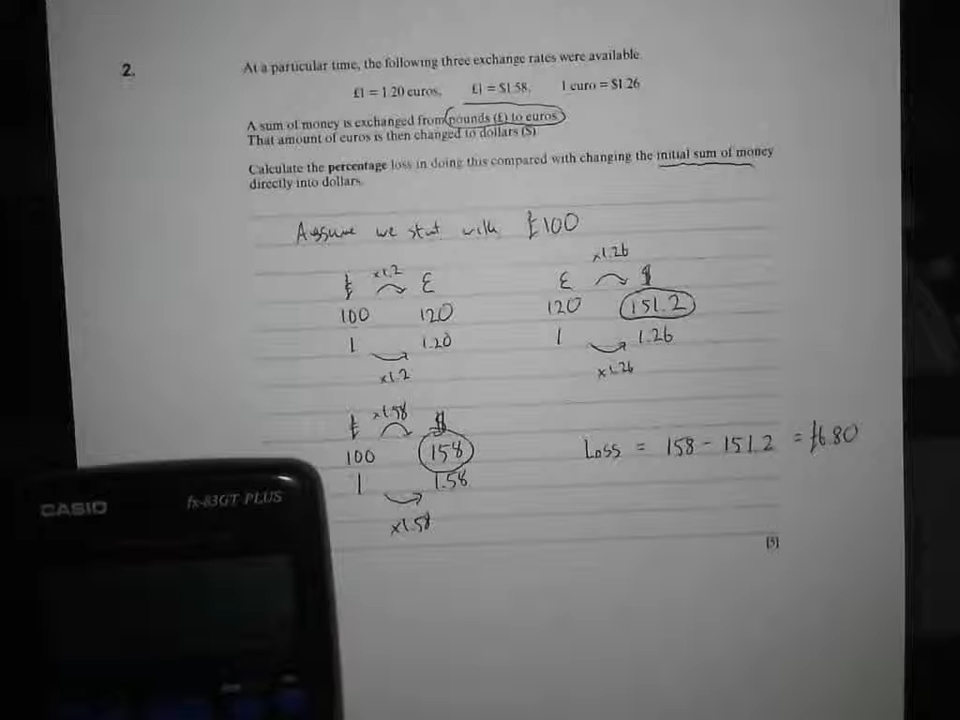 2.
At a particular time, the following three exchange rates were available.
£1 = 1.20 euros, £1 = $1.58, 1 euro = $1.26
A sum of money is exchanged from pounds (£) to euros.
That amount of euros is then changed to dollars ($)
Calculate the percentage loss in doing this compared with changing the initial sum of money
directly into dollars.
Assume we start with £100
×1.26
£ ×1.2 € € $
100 120 120 151.2
1 1.20 1 1.26
×1.2 ×1.26
£ ×1.58 $
100 158 Loss = 158 - 151.2 = £6.80
1 1.58
×1.58
[5]
CASIO fx-83GT PLUS